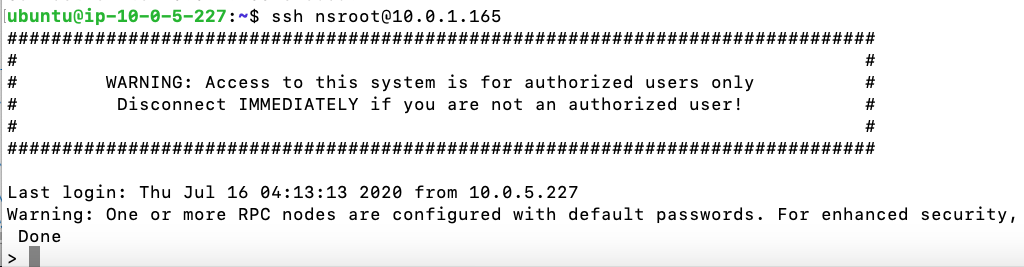 ubuntu@ip-10-0-5-227:~$ ssh nsroot@10.0.1.165
###############################################################################
#                                                                             #
#        WARNING: Access to this system is for authorized users only          #
#         Disconnect IMMEDIATELY if you are not an authorized user!           #
#                                                                             #
###############################################################################
Last login: Thu Jul 16 04:13:13 2020 from 10.0.5.227
Warning: One or more RPC nodes are configured with default passwords. For enhanced security,
 Done
>